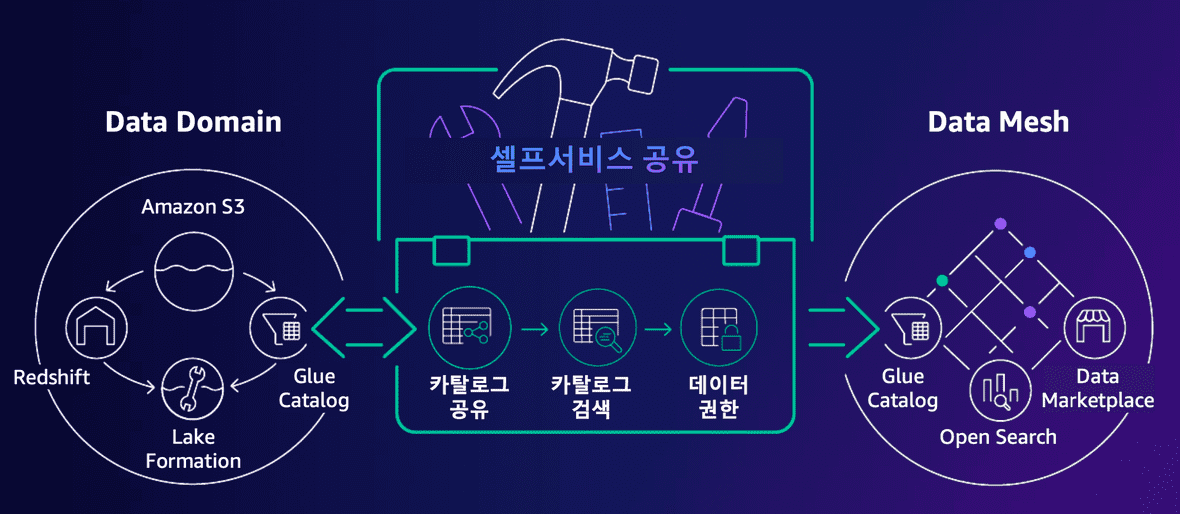 Data Domain
Amazon S3
Redshift
Glue
Catalog
Lake
Formation
셀프서비스 공유
카탈로그
공유
카탈로그
검색
데이터
권한
Data Mesh
Glue
Catalog
Open Search
Data
Marketplace